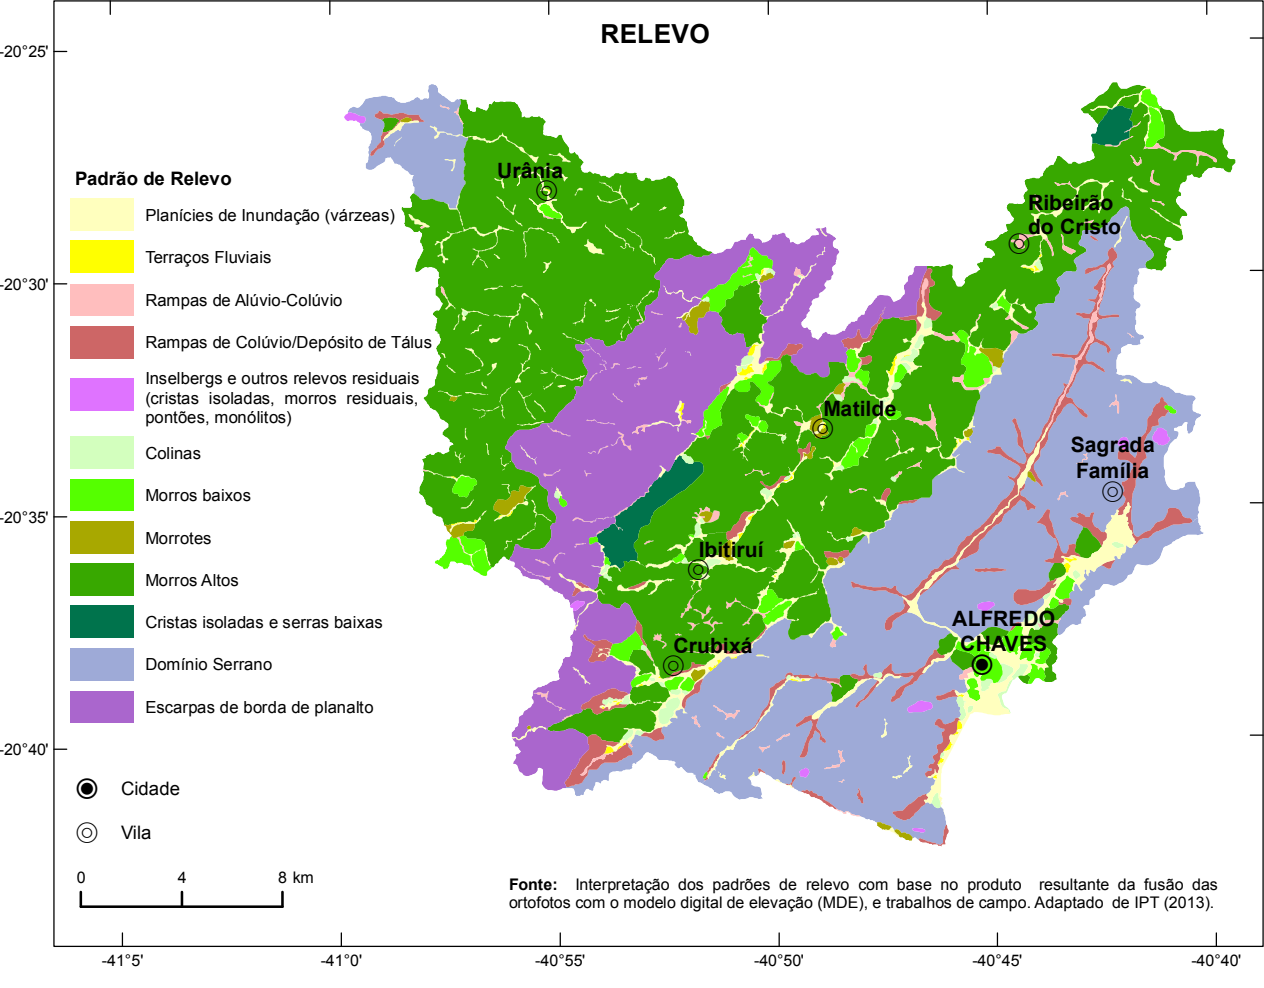 RELEVO
-20°25'
-20°30'
-20°35'
-20°40'
Padrão de Relevo
Planícies de Inundação (várzeas)
Terraços Fluviais
Rampas de Alúvio-Colúvio
Rampas de Colúvio/Depósito de Tálus
Inselbergs e outros relevos residuais
(cristas isoladas, morros residuais,
pontões, monólitos)
Colinas
Morros baixos
Morrotes
Morros Altos
Cristas isoladas e serras baixas
Domínio Serrano
Escarpas de borda de planalto
Cidade
Vila
0 4 8 km
Urânia
Ribeirão
do Cristo
Matilde
Sagrada
Família
Ibitiruí
ALFREDO
CHAVES
Crubixá
Fonte: Interpretação dos padrões de relevo com base no produto resultante da fusão das
ortofotos com o modelo digital de elevação (MDE), e trabalhos de campo. Adaptado de IPT (2013).
-41°5' -41°0' -40°55' -40°50' -40°45' -40°40'